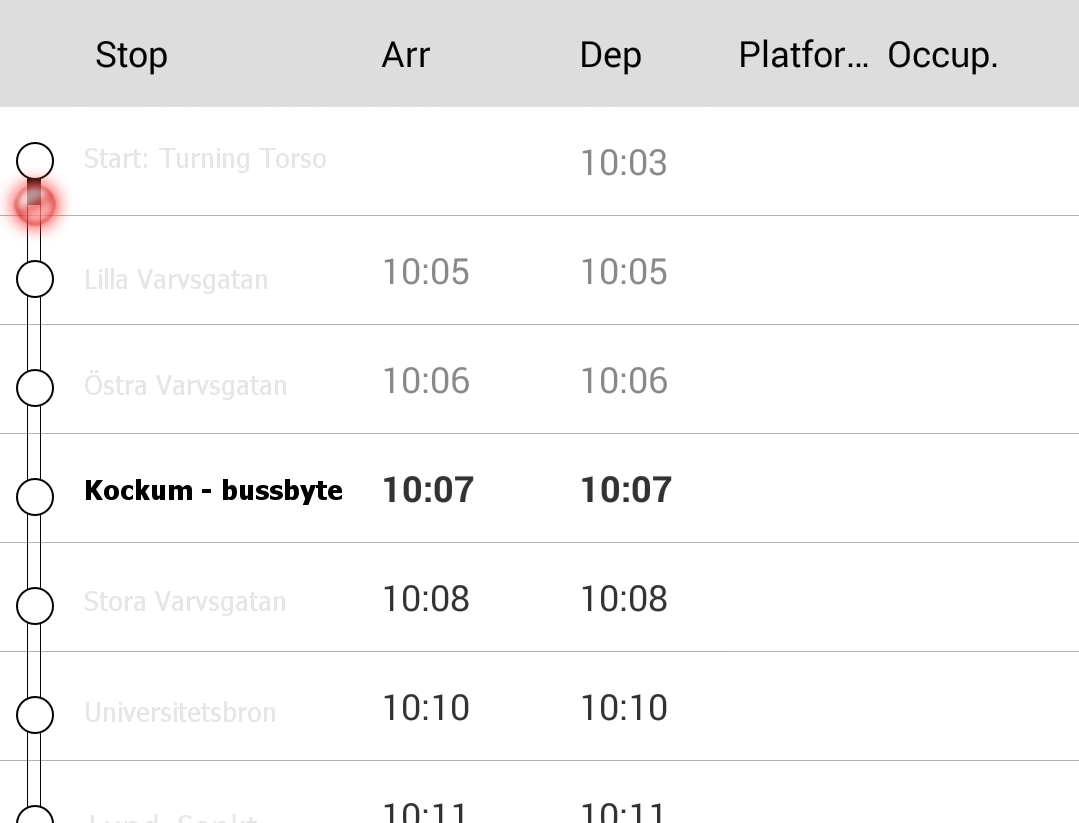 Stop Arr Dep Platfor... Occup.
Start: Turning Torso 10:03
Lilla Varvsgatan 10:05 10:05
Östra Varvsgatan 10:06 10:06
Kockum - bussbyte 10:07 10:07
Stora Varvsgatan 10:08 10:08
Universitetsbron 10:10 10:10
Lund, Sankt 10:11 10:11